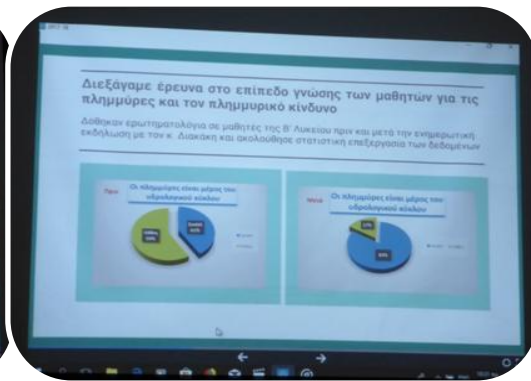 Διεξάγαμε έρευνα στο επίπεδο γνώσης των μαθητών για τις
πλημμύρες και τον πλημμυρικό κίνδυνο
Δόθηκαν ερωτηματολόγια σε μαθητές της Β' Λυκείου πριν και μετά την ενημερωτική
εκδήλωση με τον κ. Διακάκη και ακολούθησε στατιστική επεξεργασία των δεδομένων
Πριν
Οι πλημμύρες είναι μέρος του
υδρολογικού κύκλου
Μετά
Οι πλημμύρες είναι μέρος του
υδρολογικού κύκλου